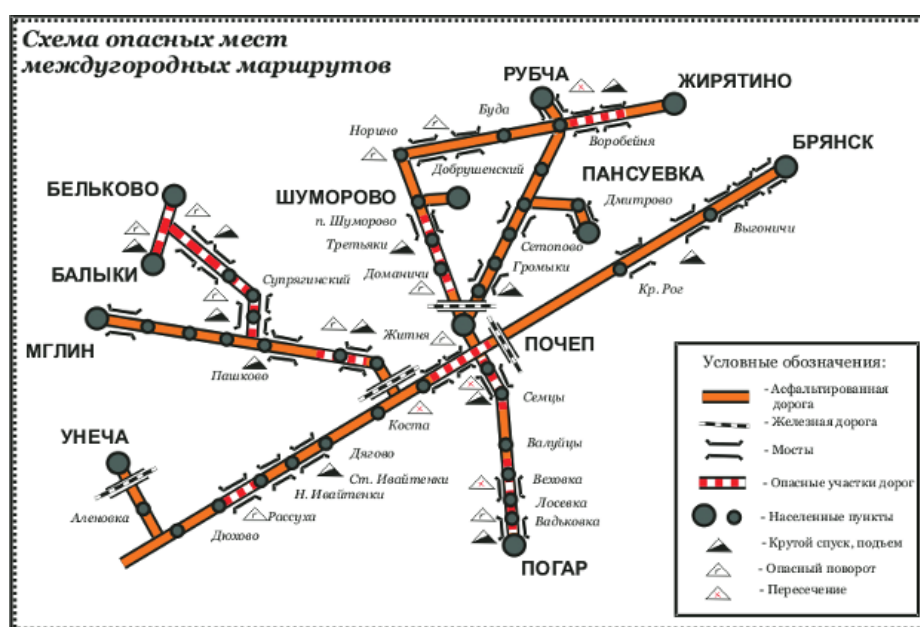 Схема опасных мест
междугородных маршрутов
РУБЧА
ЖИРЯТИНО
Буда
Норино
Воробейня
БРЯНСК
Добрушенский
ПАНСУЕВКА
БЕЛЬКОВО
ШУМОРОВО
Дмитрово
п. Шуморово
Выгоничи
Третьяки
Сетопово
БАЛЫКИ
Супрягинский
Доманичи
Громыки
Кр. Рог
МГЛИН
Житня
ПОЧЕП
Пашково
Семцы
УНЕЧА
Коста
Валуйцы
Дягово
Ст. Ивайтенки
Веховка
Н. Ивайтенки
Лосевка
Аленовка
Рассуха
Вадьковка
Дюхово
ПОГАР
Условные обозначения:
- Асфальтированная
дорога
- Железная дорога
- Мосты
- Опасные участки дорог
- Населенные пункты
- Крутой спуск, подъем
- Опасный поворот
- Пересечение